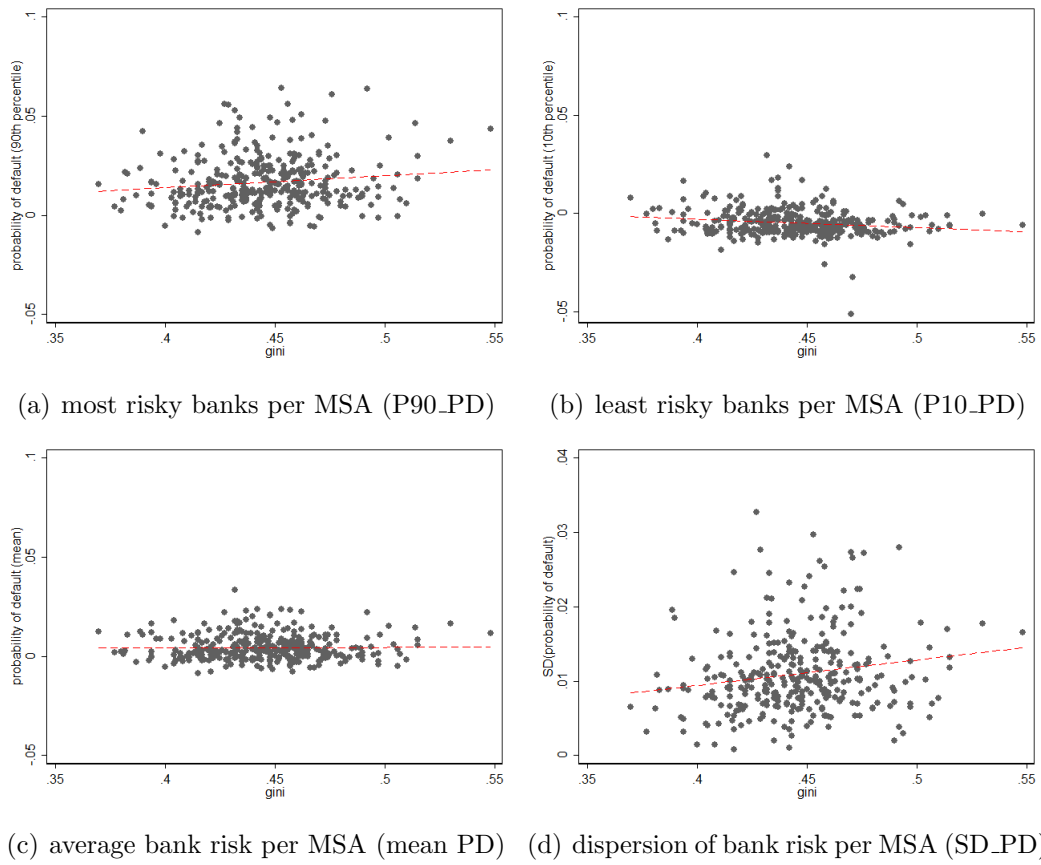 .1
.05
0
-.05
probability of default (90th percentile)
.35 .4 .45 .5 .55
gini
(a) most risky banks per MSA (P90_PD)
.1
.05
0
-.05
probability of default (10th percentile)
.35 .4 .45 .5 .55
gini
(b) least risky banks per MSA (P10_PD)
.1
.05
0
-.05
probability of default (mean)
.35 .4 .45 .5 .55
gini
(c) average bank risk per MSA (mean PD)
.04
.03
.02
.01
0
SD(probability of default)
.35 .4 .45 .5 .55
gini
(d) dispersion of bank risk per MSA (SD_PD)